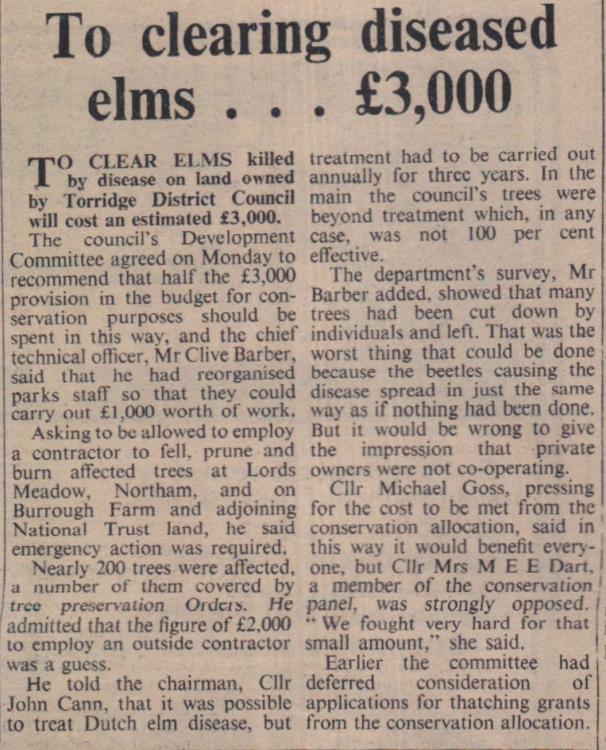 To clearing diseased
elms . . . £3,000
TO CLEAR ELMS killed
by disease on land owned
by Torridge District Council
will cost an estimated £3,000.
The council's Development
Committee agreed on Monday to
recommend that half the £3,000
provision in the budget for con-
servation purposes should be
spent in this way, and the chief
technical officer, Mr Clive Barber,
said that he had reorganised
parks staff so that they could
carry out £1,000 worth of work.
Asking to be allowed to employ
a contractor to fell, prune and
burn affected trees at Lords
Meadow, Northam, and on
Burrough Farm and adjoining
National Trust land, he said
emergency action was required.
Nearly 200 trees were affected,
a number of them covered by
tree preservation Orders. He
admitted that the figure of £2,000
to employ an outside contractor
was a guess.
He told the chairman, Cllr
John Cann, that it was possible
to treat Dutch elm disease, but
treatment had to be carried out
annually for three years. In the
main the council's trees were
beyond treatment which, in any
case, was not 100 per cent
effective.
The department's survey, Mr
Barber added, showed that many
trees had been cut down by
individuals and left. That was the
worst thing that could be done
because the beetles causing the
disease spread in just the same
way as if nothing had been done.
But it would be wrong to give
the impression that private
owners were not co-operating.
Cllr Michael Goss, pressing
for the cost to be met from the
conservation allocation, said in
this way it would benefit every-
one, but Cllr Mrs M E E Dart,
a member of the conservation
panel, was strongly opposed.
"We fought very hard for that
small amount," she said.
Earlier the committee had
deferred consideration of
applications for thatching grants
from the conservation allocation.